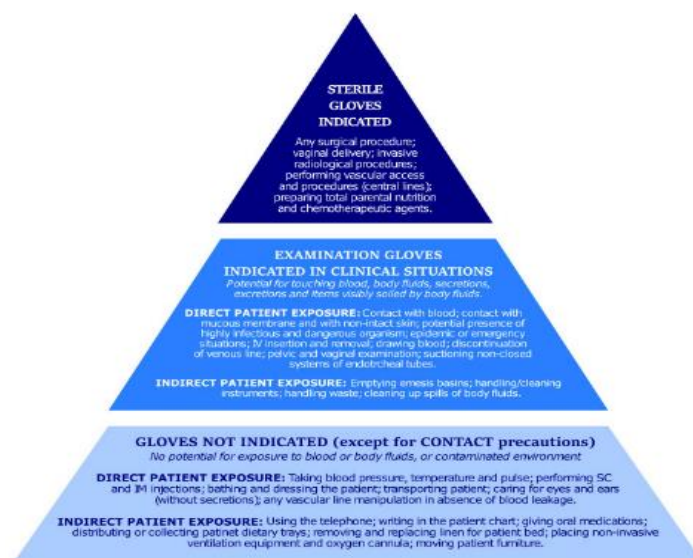 STERILE
GLOVES
INDICATED
Any surgical procedure;
vaginal delivery; invasive
radiological procedures;
performing vascular access
and procedures (central lines);
preparing total parental nutrition
and chemotherapeutic agents.
EXAMINATION GLOVES
INDICATED IN CLINICAL SITUATIONS
Potential for touching blood, body fluids, secretions,
excretions and items visibly soiled by body fluids.
DIRECT PATIENT EXPOSURE: Contact with blood; contact with
mucous membrane and with non-intact skin; potential presence of
highly infectious and dangerous organism; epidemic or emergency
situations; IV insertion and removal; drawing blood; discontinuation
of venous line; pelvic and vaginal examination; suctioning non-closed
systems of endotrcheal tubes.
INDIRECT PATIENT EXPOSURE: Emptying emesis basins; handling/cleaning
instruments; handling waste; cleaning up spills of body fluids.
GLOVES NOT INDICATED (except for CONTACT precautions)
No potential for exposure to blood or body fluids, or contaminated environment
DIRECT PATIENT EXPOSURE: Taking blood pressure, temperature and pulse; performing SC
and IM injections; bathing and dressing the patient; transporting patient; caring for eyes and ears
(without secretions); any vascular line manipulation in absence of blood leakage.
INDIRECT PATIENT EXPOSURE: Using the telephone; writing in the patient chart; giving oral medications;
distributing or collecting patinet dietary trays; removing and replacing linen for patient bed; placing non-invasive
ventilation equipment and oxygen cannula; moving patient furniture.